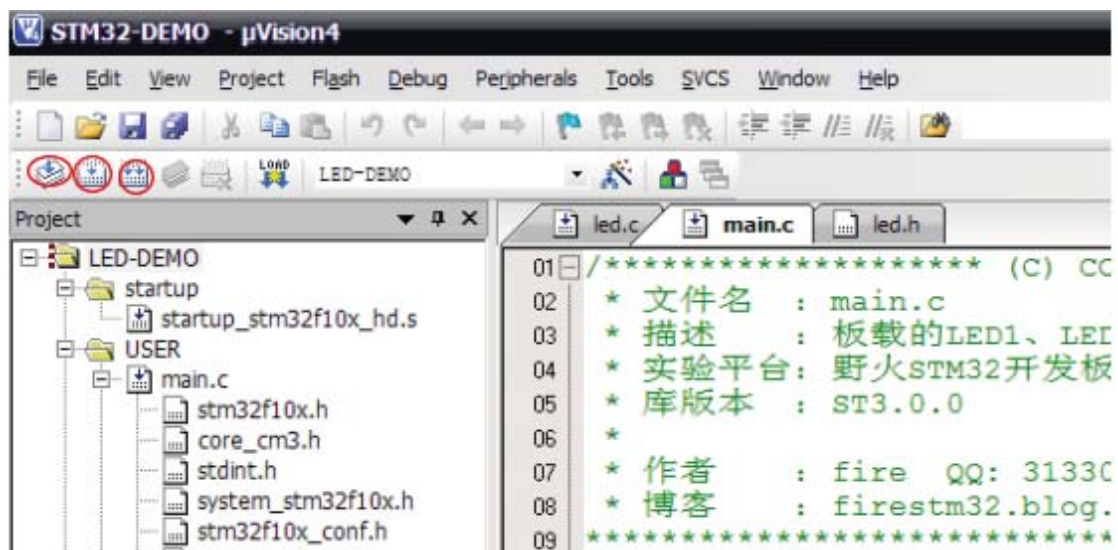 STM32-DEMO - µVision4
File Edit View Project Flash Debug Peripherals Tools SVCS Window Help
LOAD LED-DEMO
Project
led.c main.c led.h
LED-DEMO
startup
startup_stm32f10x_hd.s
USER
main.c
stm32f10x.h
core_cm3.h
stdint.h
system_stm32f10x.h
stm32f10x_conf.h
01 /********************* (C) CC
02 * 文件名 : main.c
03 * 描述 : 板载的LED1、LED
04 * 实验平台: 野火STM32开发板
05 * 库版本 : ST3.0.0
06 *
07 * 作者 : fire QQ: 31330
08 * 博客 : firestm32.blog.
09 ******************************